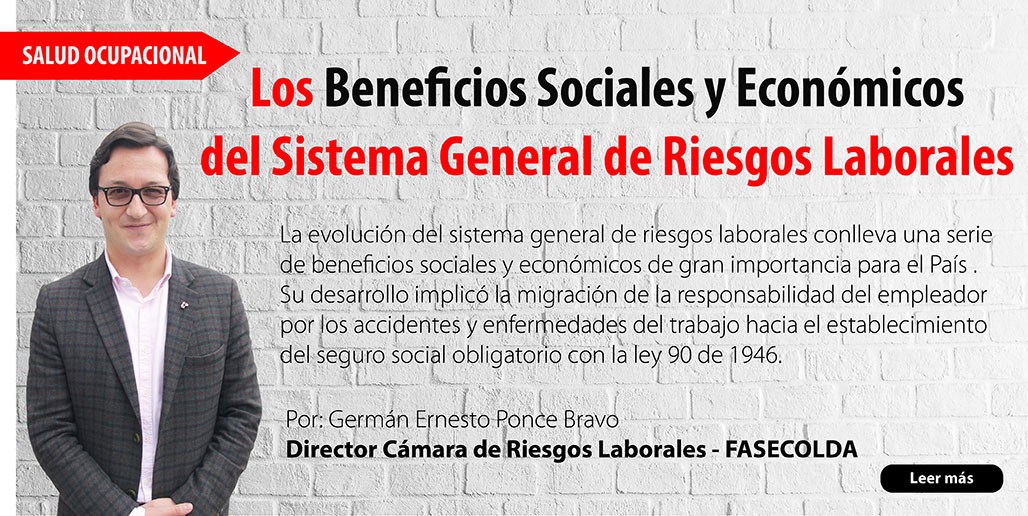 SALUD OCUPACIONAL
Los Beneficios Sociales y Económicos
del Sistema General de Riesgos Laborales
La evolución del sistema general de riesgos laborales conlleva una serie
de beneficios sociales y económicos de gran importancia para el País .
Su desarrollo implicó la migración de la responsabilidad del empleador
por los accidentes y enfermedades del trabajo hacia el establecimiento
del seguro social obligatorio con la ley 90 de 1946.
Por: Germán Ernesto Ponce Bravo
Director Cámara de Riesgos Laborales - FASECOLDA
Leer más